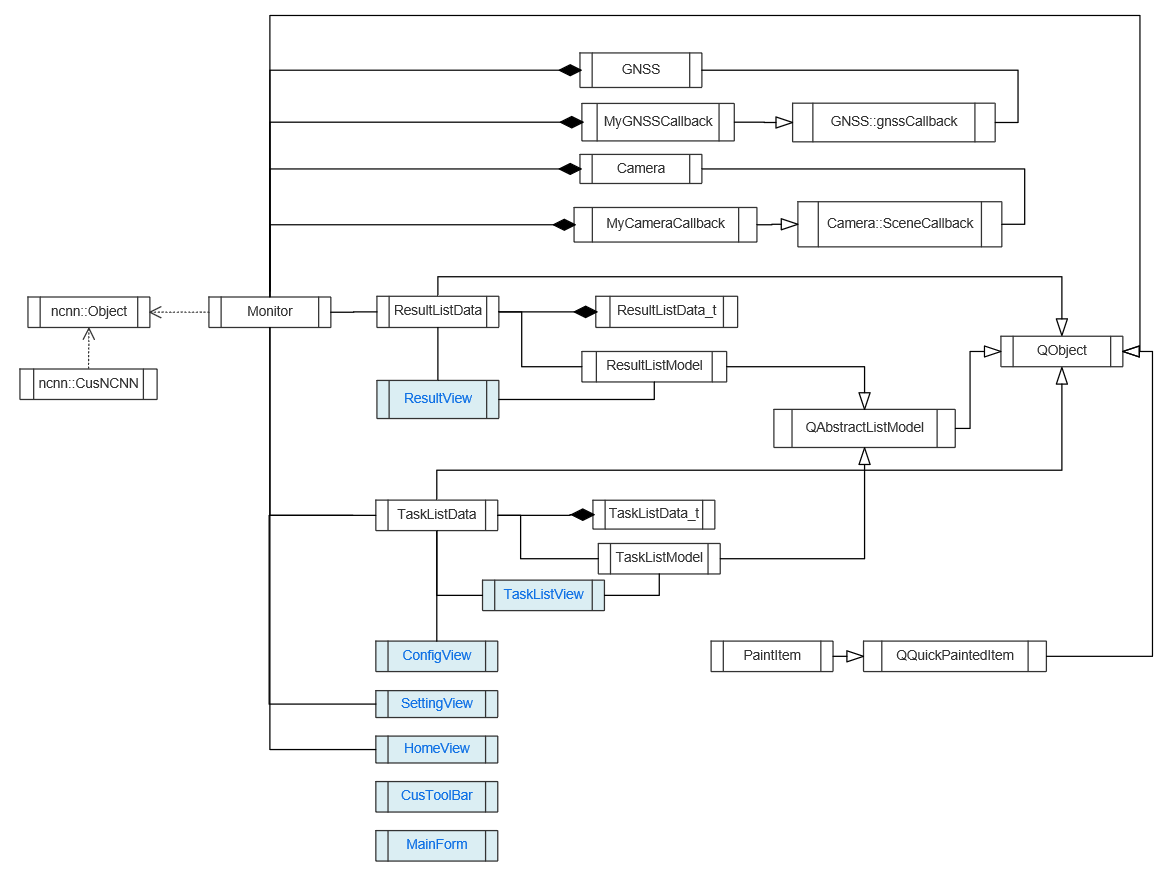 GNSS
MyGNSSCallback
GNSS::gnssCallback
Camera
MyCameraCallback
Camera::SceneCallback
ncnn::Object
Monitor
ResultListData
ResultListData_t
QObject
ResultListModel
ncnn::CusNCNN
ResultView
QAbstractListModel
TaskListData
TaskListData_t
TaskListModel
TaskListView
ConfigView
PaintItem
QQuickPaintedItem
SettingView
HomeView
CusToolBar
MainForm